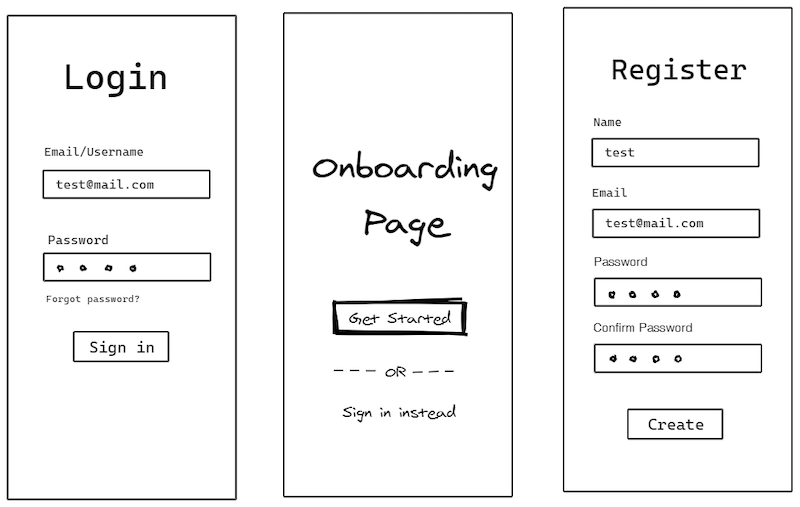 Login
Email/Username
test@mail.com
Password
Forgot password?
Sign in
Onboarding
Page
Get Started
OR
Sign in instead
Register
Name
test
Email
test@mail.com
Password
Confirm Password
Create